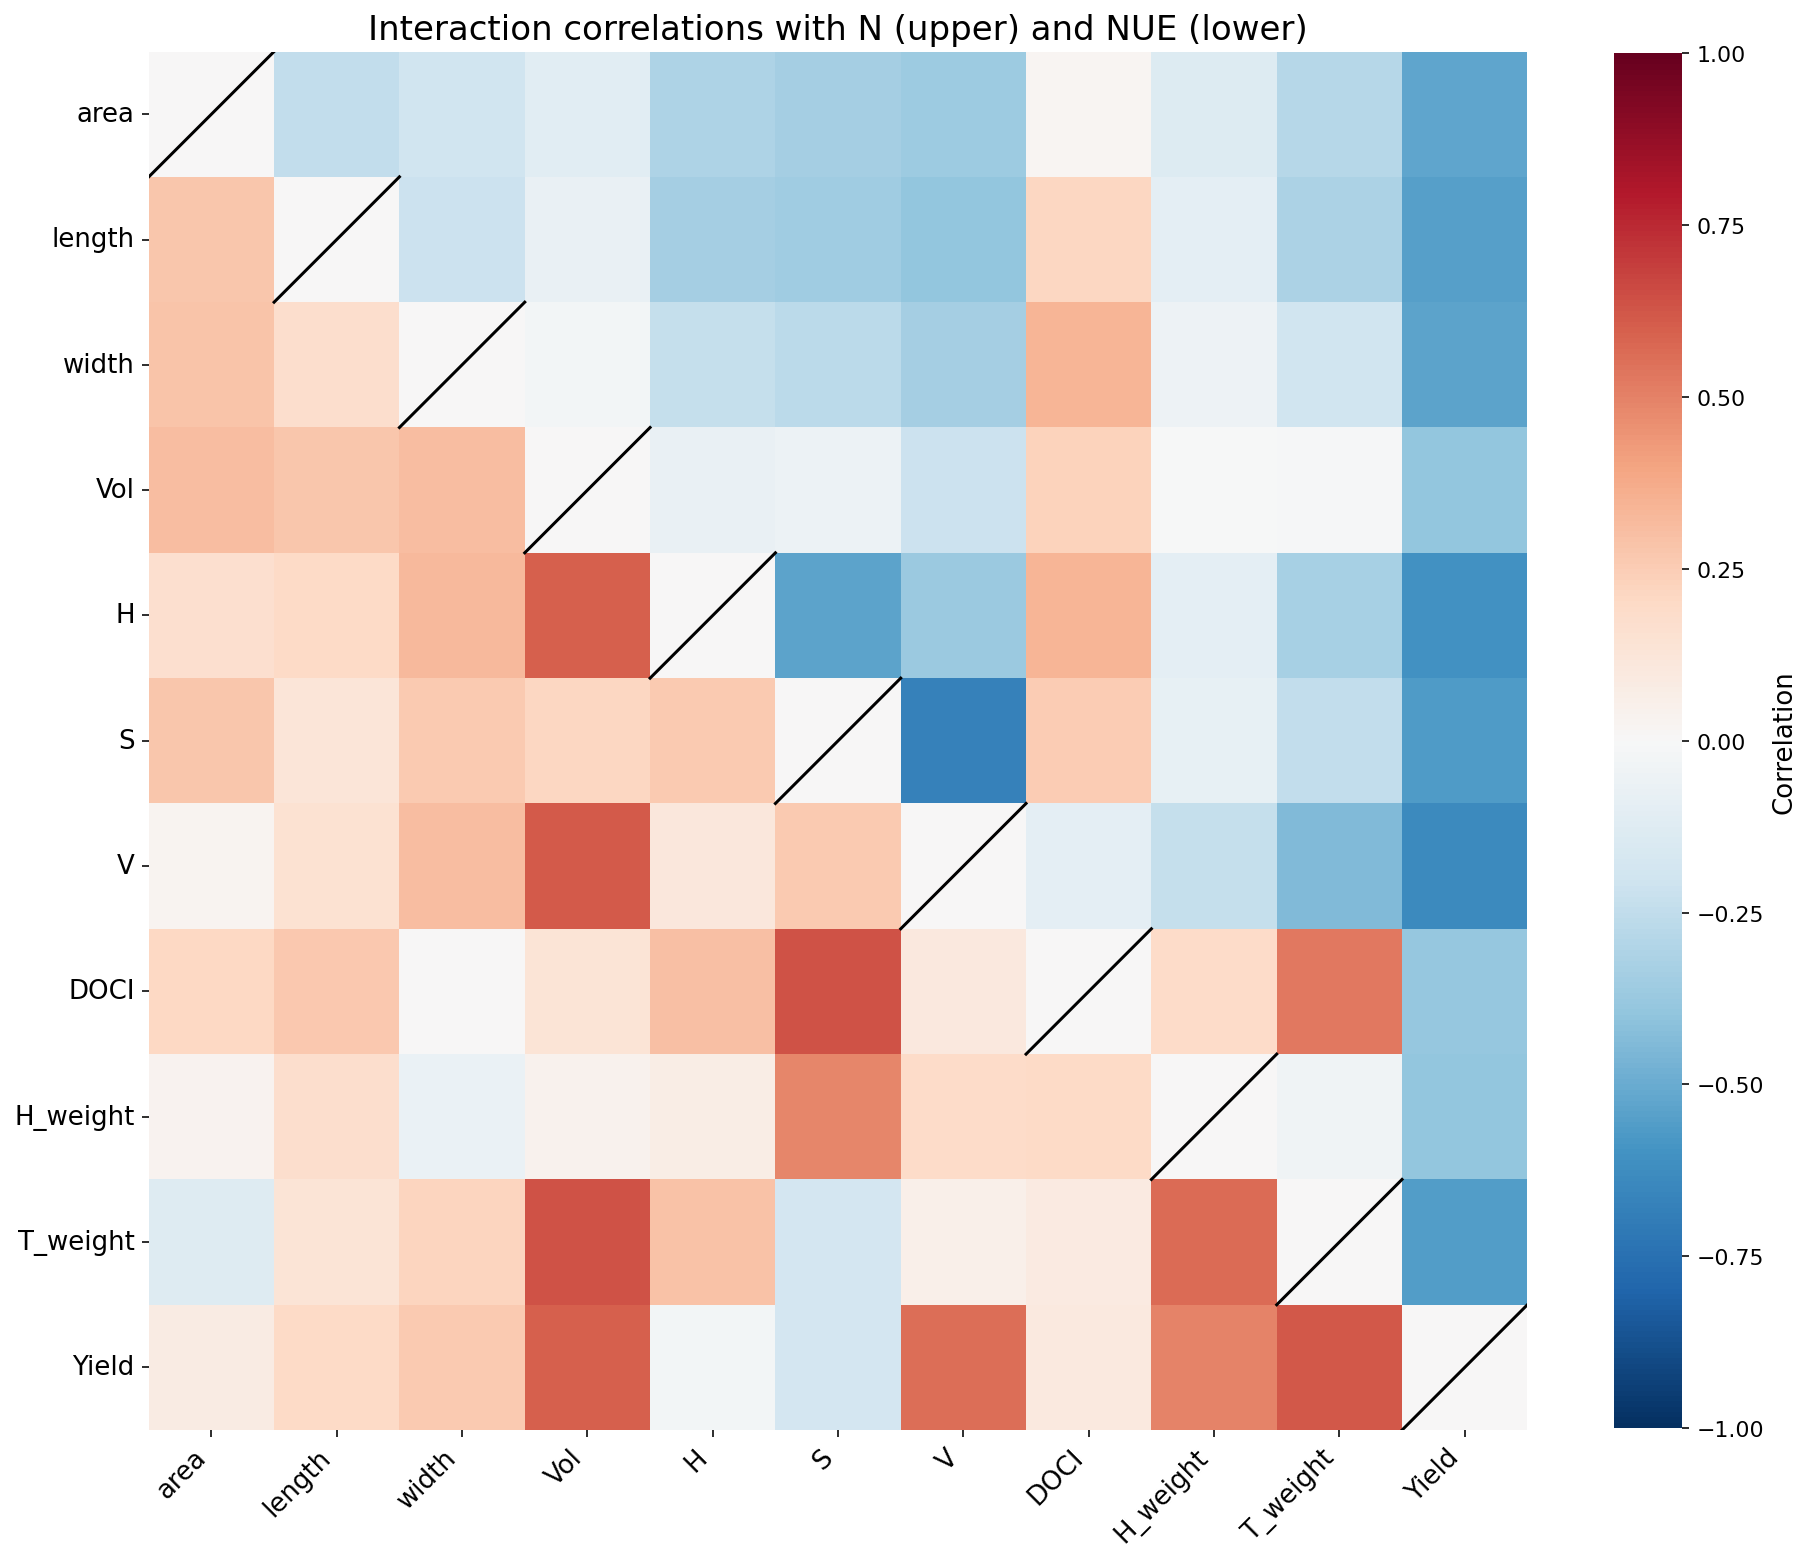 Interaction correlations with N (upper) and NUE (lower)
area
length
width
Vol
H
S
V
DOCI
H_weight
T_weight
Yield
area
length
width
Vol
H
S
V
DOCI
H_weight
T_weight
Yield
1.00
0.75
0.50
0.25
0.00
−0.25
−0.50
−0.75
−1.00
Correlation